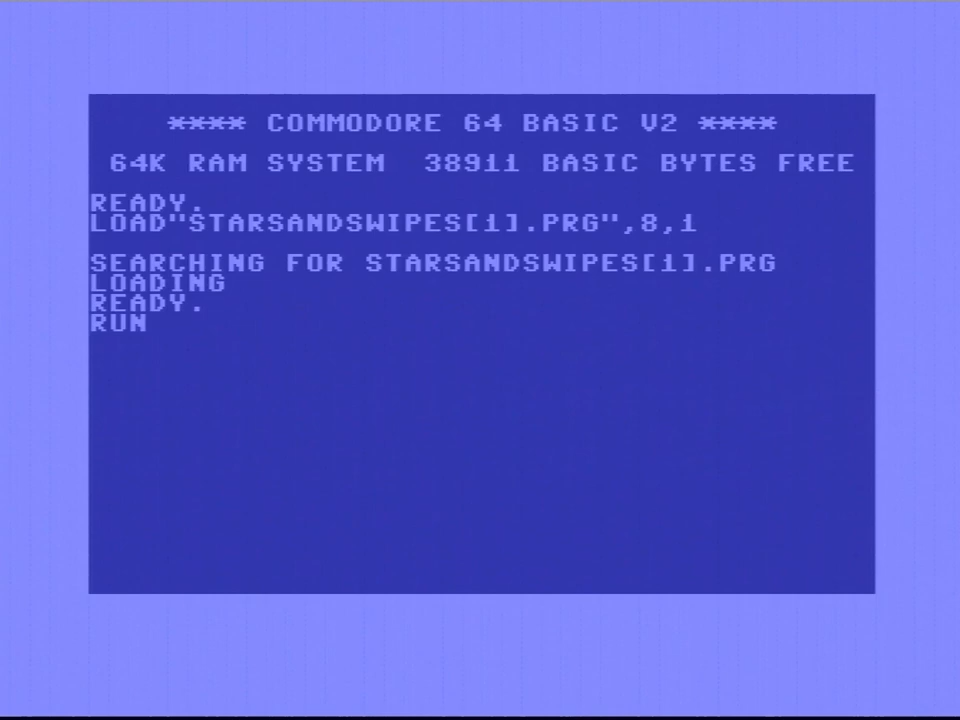 **** COMMODORE 64 BASIC V2 ****
64K RAM SYSTEM  38911 BASIC BYTES FREE
READY.
LOAD"STARSANDSWIPES[1].PRG",8,1
SEARCHING FOR STARSANDSWIPES[1].PRG
LOADING
READY.
RUN